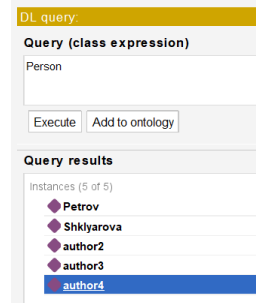 DL query:
Query (class expression)
Person
Execute Add to ontology
Query results
Instances (5 of 5)
Petrov
Shklyarova
author2
author3
author4